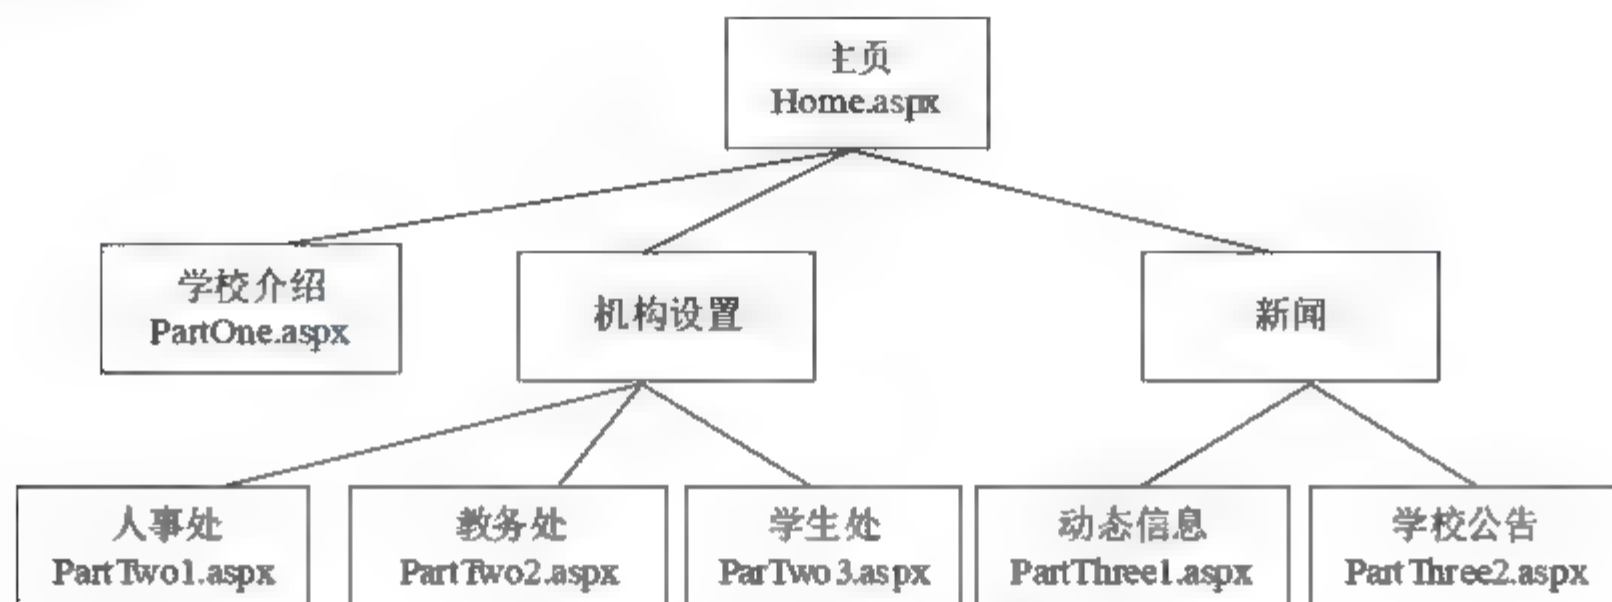 主页
Home.aspx
学校介绍
PartOne.aspx
机构设置
新闻
人事处
PartTwo1.aspx
教务处
PartTwo2.aspx
学生处
ParTwo3.aspx
动态信息
PartThree1.aspx
学校公告
PartThree2.aspx